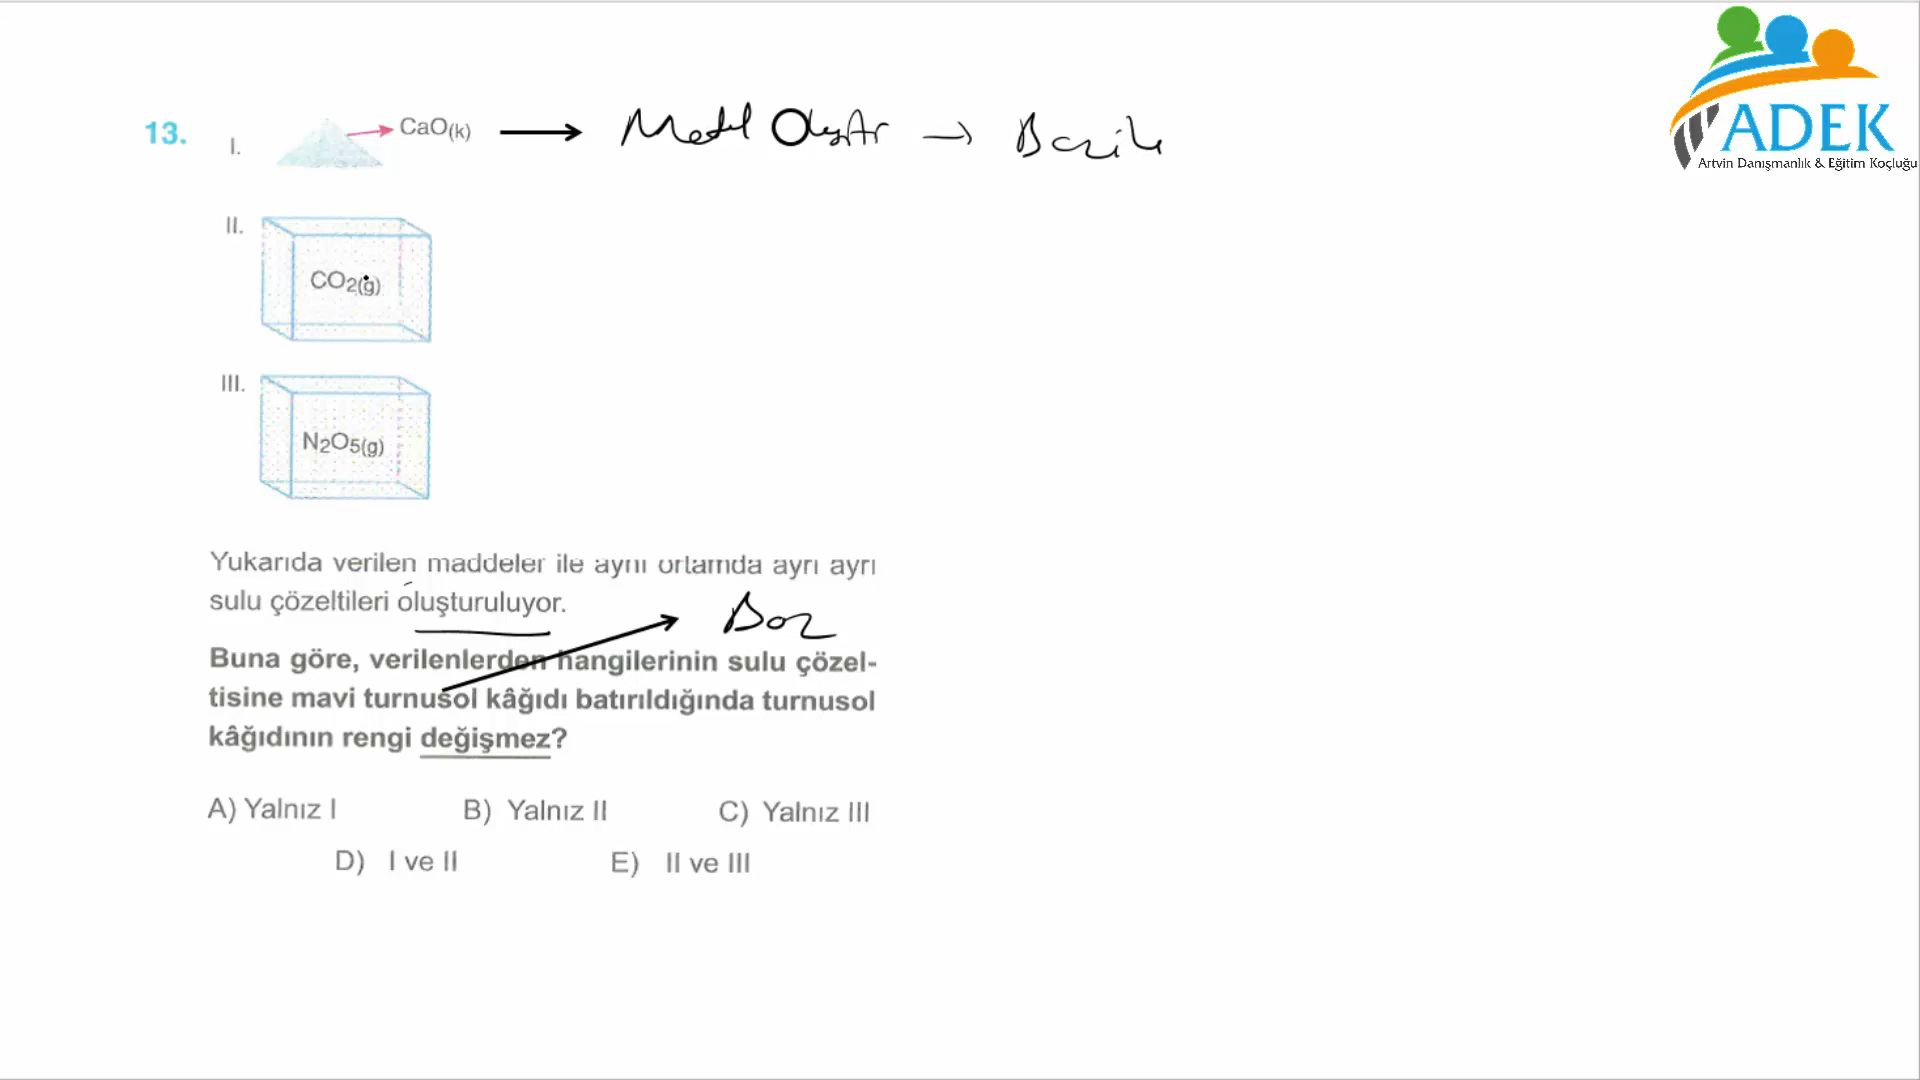 ADEK
Artvin Danışmanlık & Eğitim Koçluğu
13.
I. CaO(k) → Metal Oksit → Bazik
II. CO2(g)
III. N2O5(g)
Yukarıda verilen maddeler ile aynı ortamda ayrı ayrı
sulu çözeltileri oluşturuluyor.
Baz
Buna göre, verilenlerden hangilerinin sulu çözel-
tisine mavi turnusol kâğıdı batırıldığında turnusol
kâğıdının rengi değişmez?
A) Yalnız I B) Yalnız II C) Yalnız III
D) I ve II E) II ve III